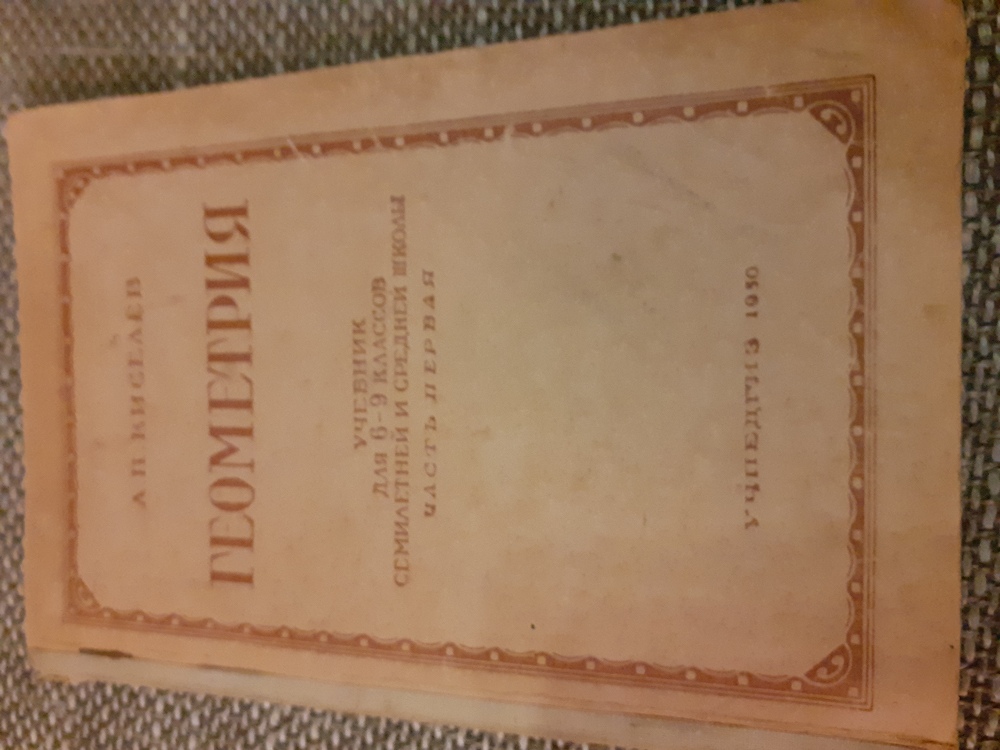 А П КИСЕЛЕВ
ГЕОМЕТРИЯ
УЧЕБНИК
ДЛЯ 6-9 КЛАССОВ
СЕМИЛЕТНЕЙ И СРЕДНЕЙ ШКОЛЫ
ЧАСТЬ ПЕРВАЯ
УЧПЕДГИЗ 1950